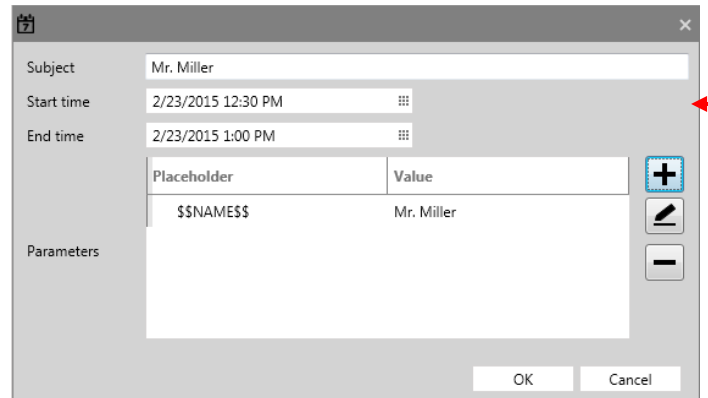 7
Subject Mr. Miller
Start time 2/23/2015 12:30 PM
End time 2/23/2015 1:00 PM
Placeholder Value
$$NAME$$ Mr. Miller
Parameters
OK Cancel